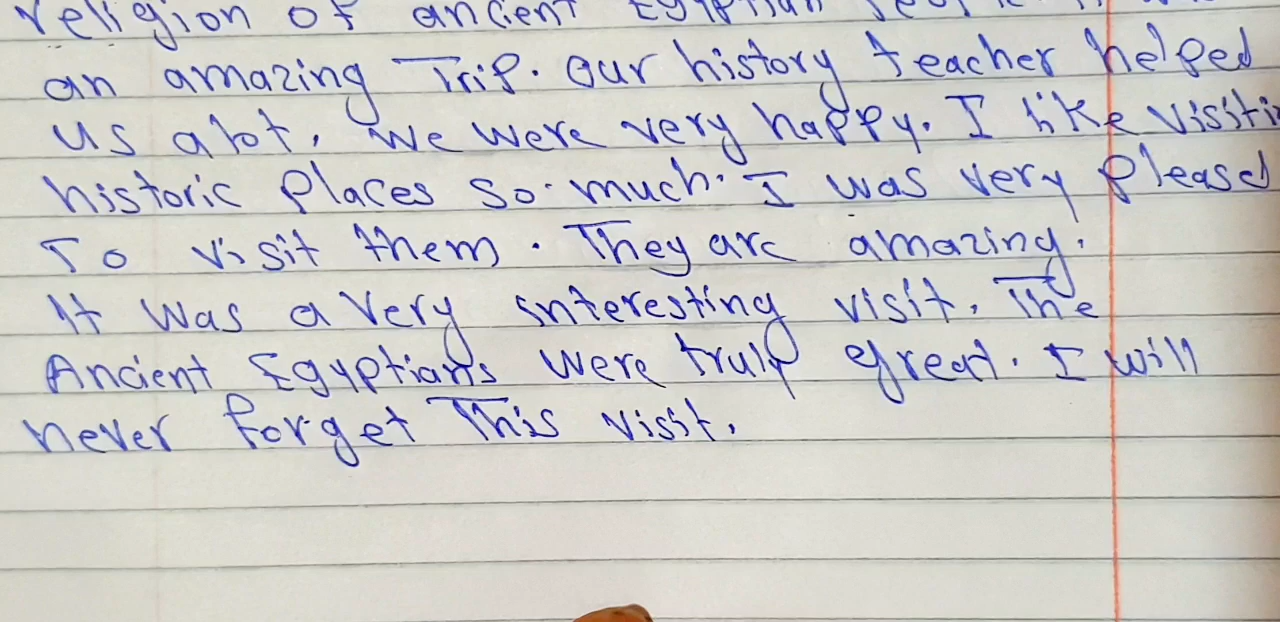 religion of ancient Egyptian
an amazing Trip. Our history teacher helped
us a lot, We were very happy. I like visiti
historic places so much. I was very pleased
To visit them. They are amazing.
It was a very interesting visit, The
Ancient Egyptians were truly great. I will
never forget This visit.